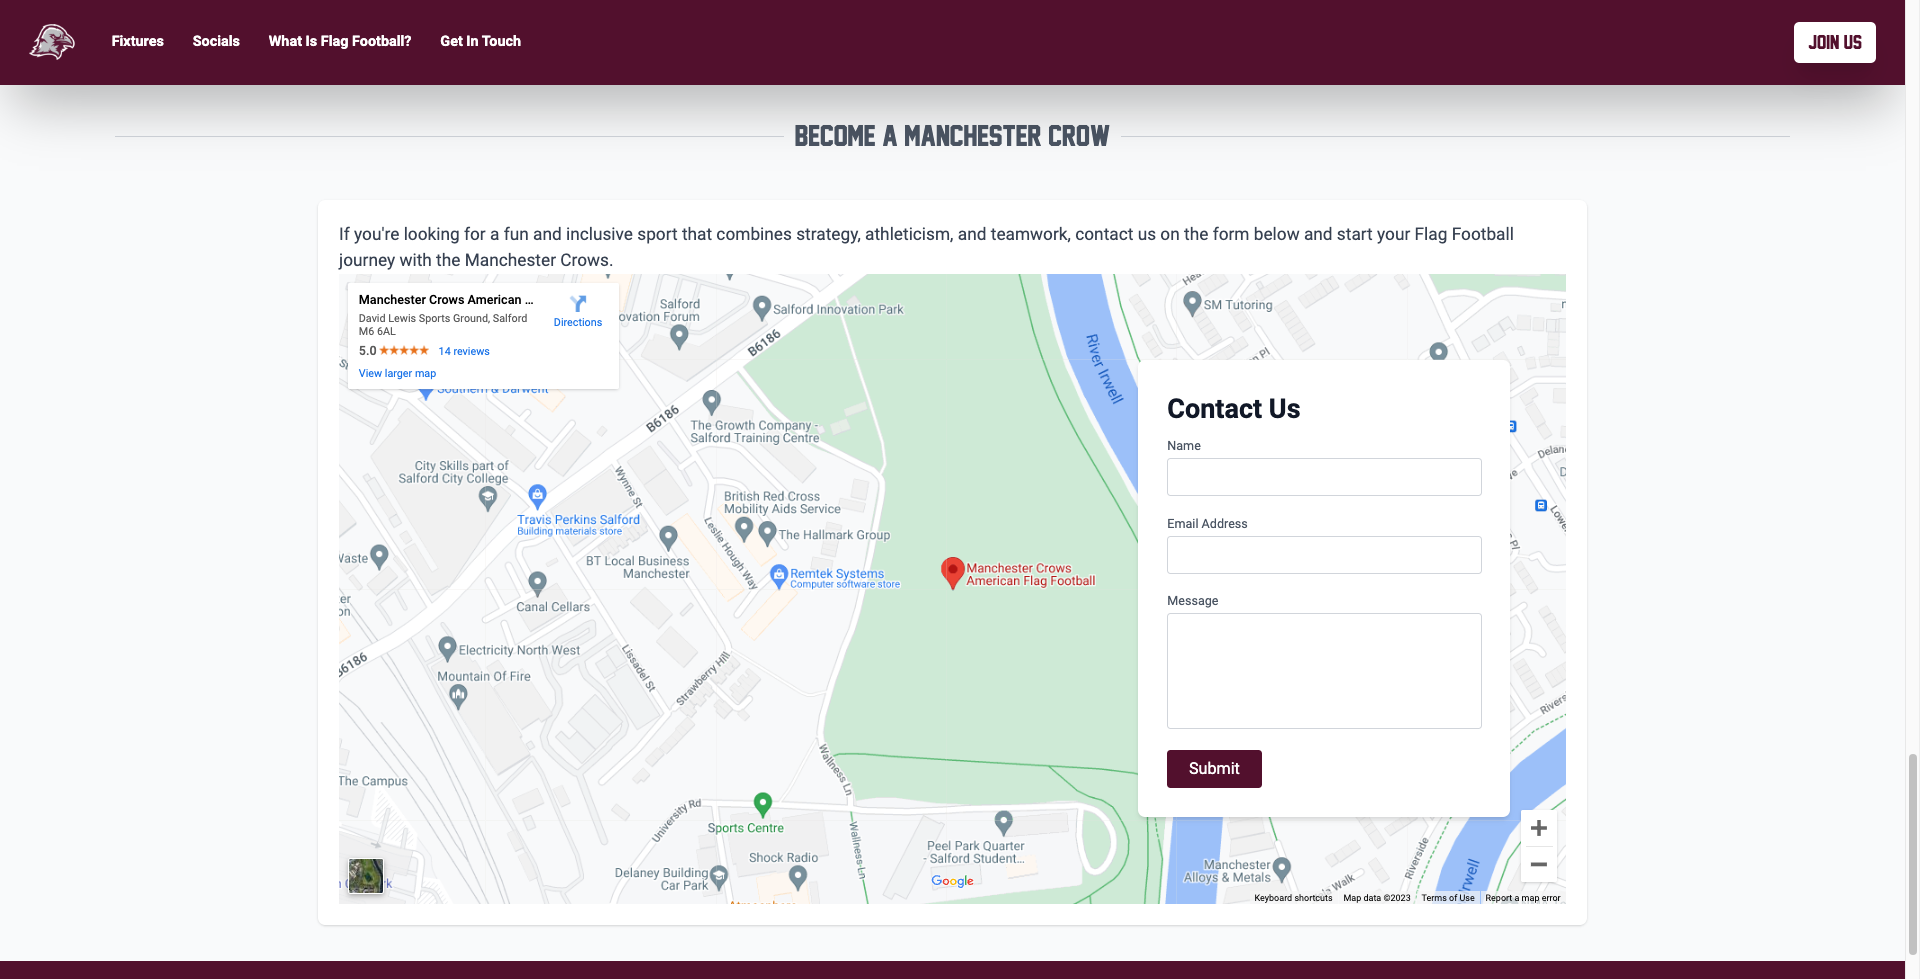 Fixtures
Socials
What Is Flag Football?
Get In Touch
JOIN US
BECOME A MANCHESTER CROW
If you're looking for a fun and inclusive sport that combines strategy, athleticism, and teamwork, contact us on the form below and start your Flag Football
journey with the Manchester Crows.
Manchester Crows American ...
David Lewis Sports Ground, Salford
M6 6AL
5.0
14 reviews
View larger map
Directions
Salford
ovation Forum
Salford Innovation Park
B6186
SM Tutoring
River Irwell
Southern & Darwent
B6186
The Growth Company -
Salford Training Centre
City Skills part of
Salford City College
Wynne St
Travis Perkins Salford
Building materials store
British Red Cross
Mobility Aids Service
Leslie Hough Way
The Hallmark Group
BT Local Business
Manchester
Remtek Systems
Computer software store
Manchester Crows
American Flag Football
Waste
Canal Cellars
Electricity North West
B6186
Mountain Of Fire
Lissadel St
Strawberry Hill
Wallness Ln
The Campus
University Rd
Sports Centre
Wallness Ln
Shock Radio
Delaney Building
Car Park
Peel Park Quarter
- Salford Student...
Google
Contact Us
Name
Email Address
Message
Submit
Manchester
Alloys & Metals
Riverside
Irwell
Walk
Keyboard shortcuts
Map data ©2023
Terms of Use
Report a map error